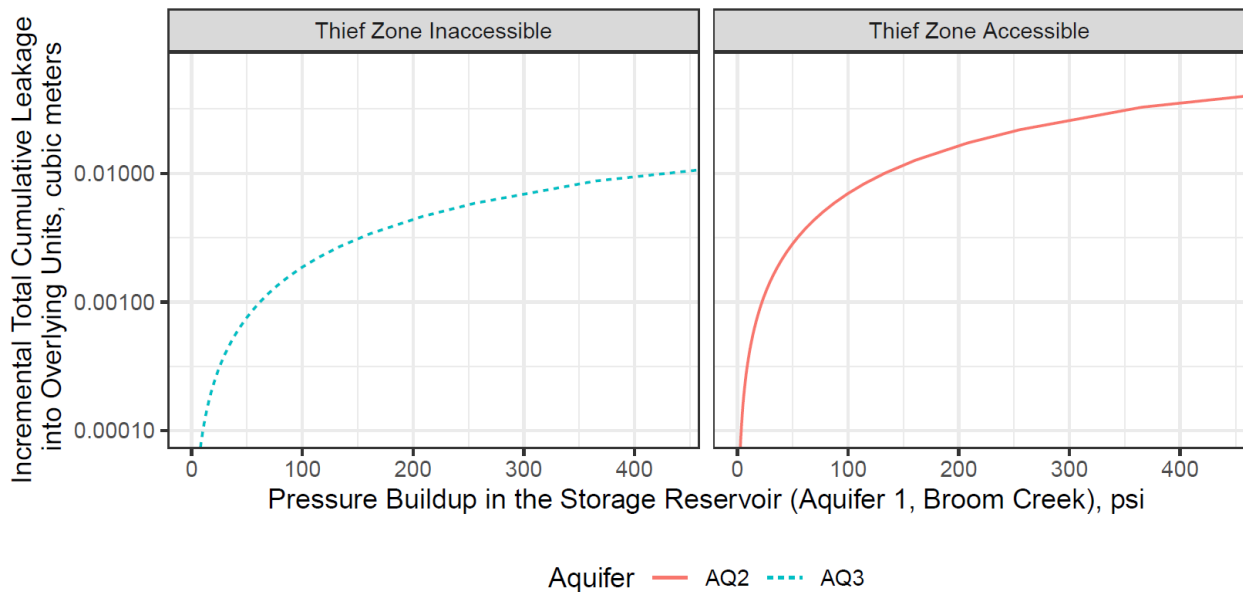 Thief Zone Inaccessible
Thief Zone Accessible
Incremental Total Cumulative Leakage
into Overlying Units, cubic meters
0.01000
0.00100
0.00010
0 100 200 300 400
0 100 200 300 400
Pressure Buildup in the Storage Reservoir (Aquifer 1, Broom Creek), psi
Aquifer AQ2 AQ3